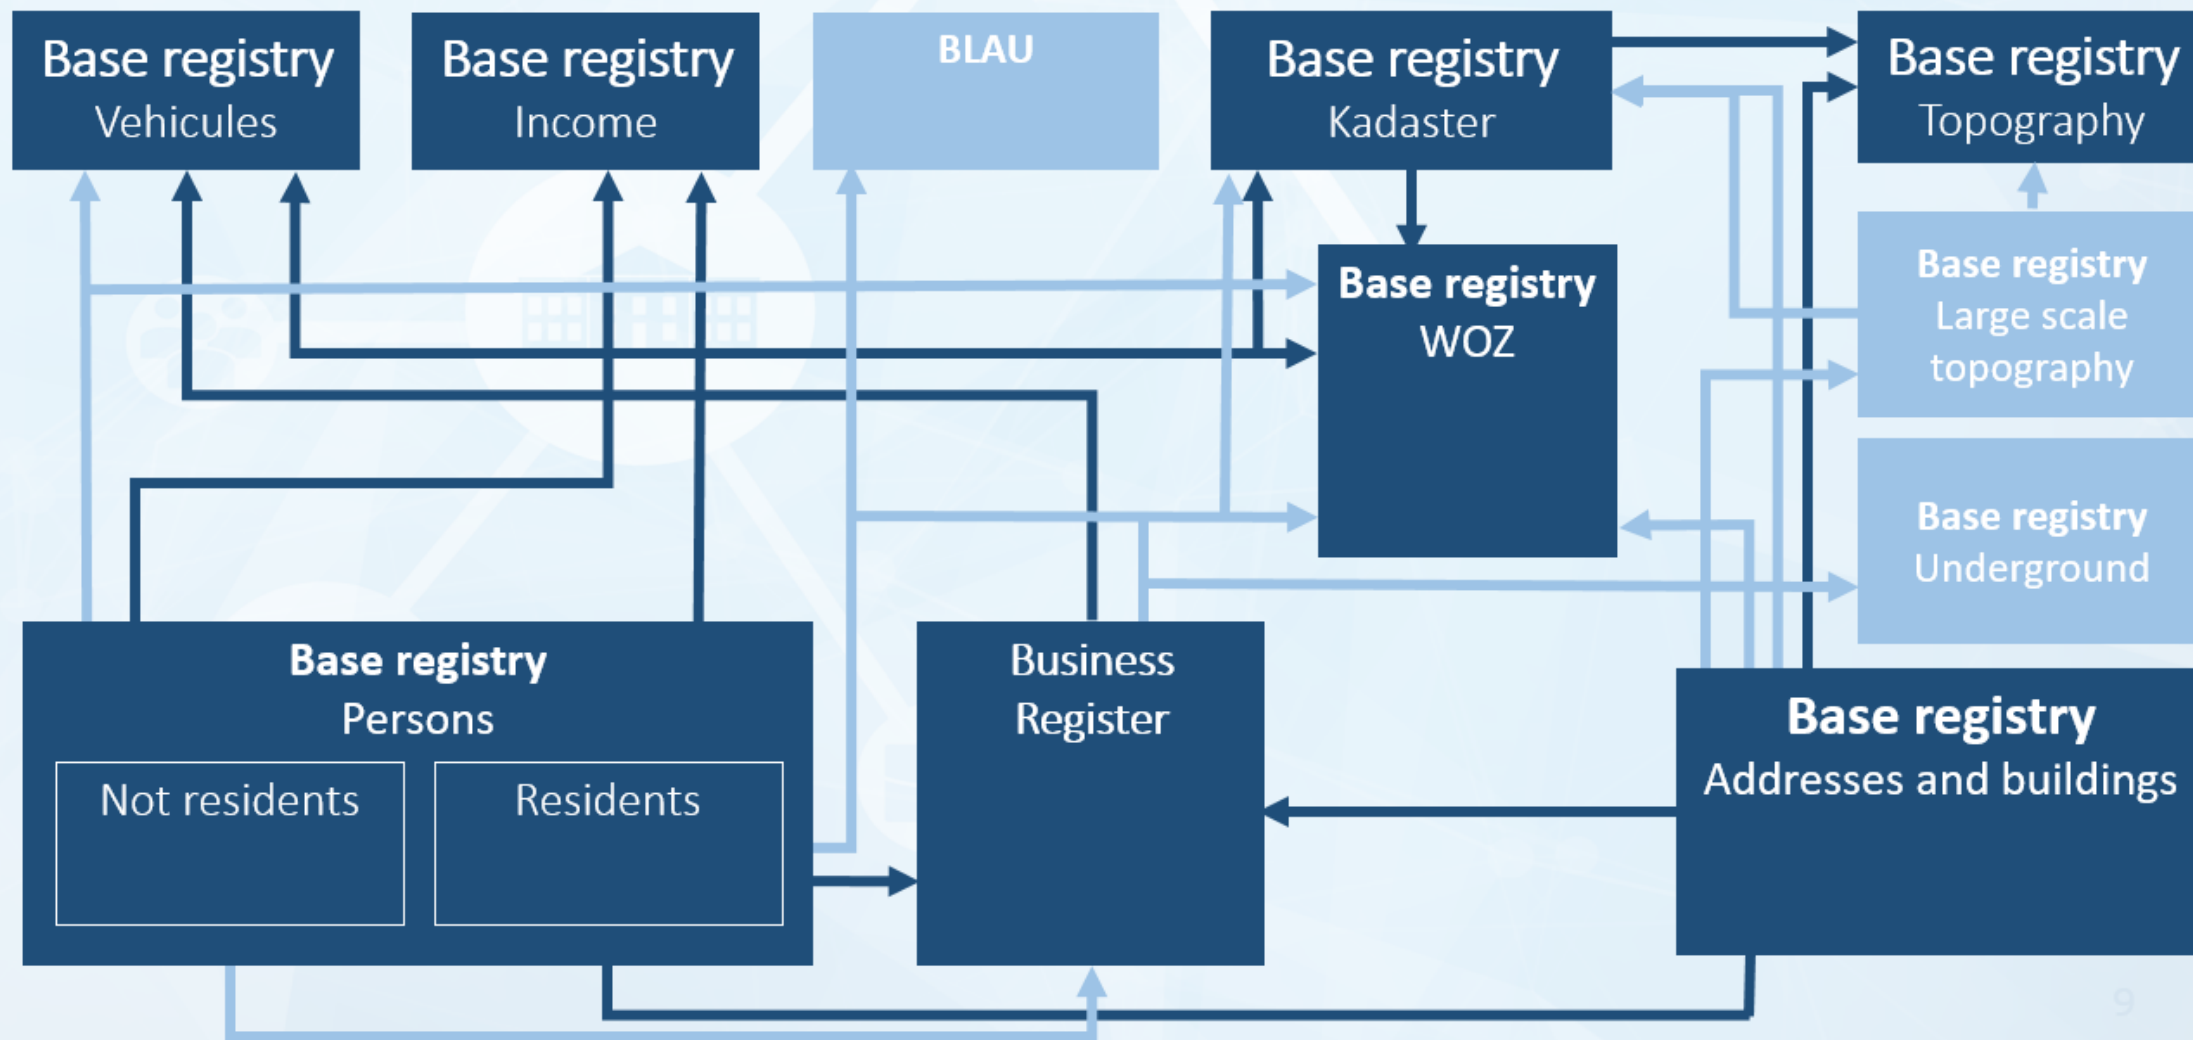 Base registry
Vehicules
Base registry
Income
BLAU
Base registry
Kadaster
Base registry
Topography
Base registry
WOZ
Base registry
Large scale
topography
Base registry
Underground
Base registry
Persons
Not residents
Residents
Business
Register
Base registry
Addresses and buildings
9